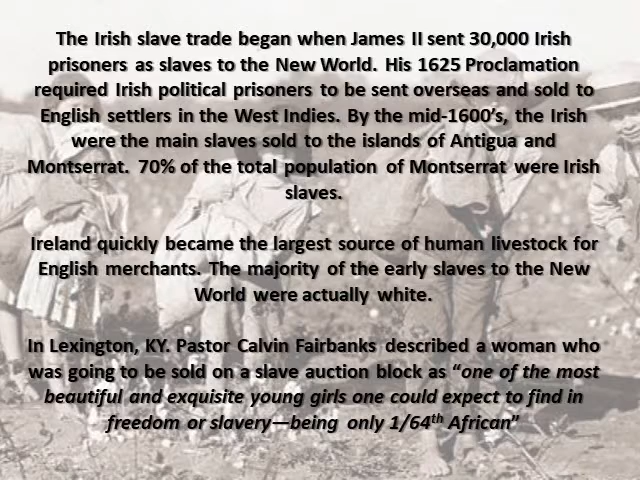 The Irish slave trade began when James II sent 30,000 Irish
prisoners as slaves to the New World. His 1625 Proclamation
required Irish political prisoners to be sent overseas and sold to
English settlers in the West Indies. By the mid-1600's, the Irish
were the main slaves sold to the islands of Antigua and
Montserrat. 70% of the total population of Montserrat were Irish
slaves.
Ireland quickly became the largest source of human livestock for
English merchants. The majority of the early slaves to the New
World were actually white.
In Lexington, KY. Pastor Calvin Fairbanks described a woman who
was going to be sold on a slave auction block as “one of the most
beautiful and exquisite young girls one could expect to find in
freedom or slavery—being only 1/64th African”